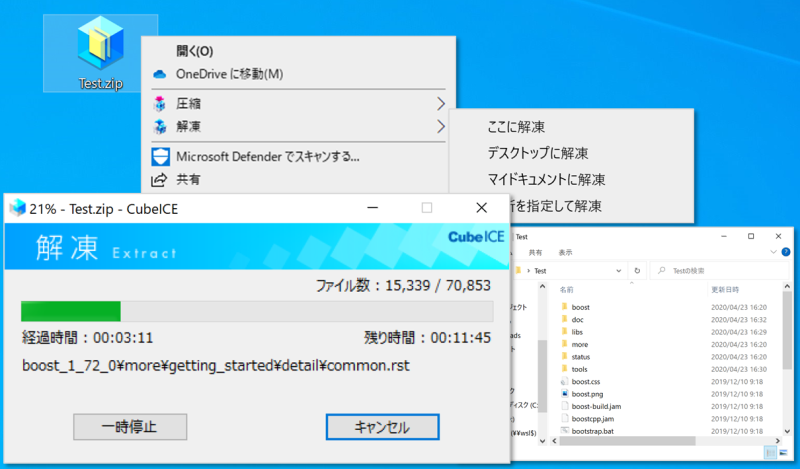 Test.zip
開く(O)
OneDrive に移動(M)
圧縮
解凍
Microsoft Defender でスキャンする...
共有
ここに解凍
デスクトップに解凍
マイドキュメントに解凍
を指定して解凍
21% - Test.zip - CubeICE
解凍 Extract
CubeICE
ファイル数 : 15,339 / 70,853
経過時間 : 00:03:11
残り時間 : 00:11:45
boost_1_72_0¥more¥getting_started¥detail¥common.rst
一時停止
キャンセル
Test
共有
表示
Test
Testの検索
名前
更新日時
boost
2020/04/23 16:20
doc
2020/04/23 16:32
libs
2020/04/23 16:29
more
2020/04/23 16:20
status
2020/04/23 16:20
tools
2020/04/23 16:30
boost.css
2019/12/10 9:18
boost.png
2019/12/10 9:18
boost-build.jam
2019/12/10 9:18
boostcpp.jam
2019/12/10 9:18
bootstrap.bat
2019/12/10 9:18
ェクト
ads
ト
ディスク (C:)
(¥¥wsl$)